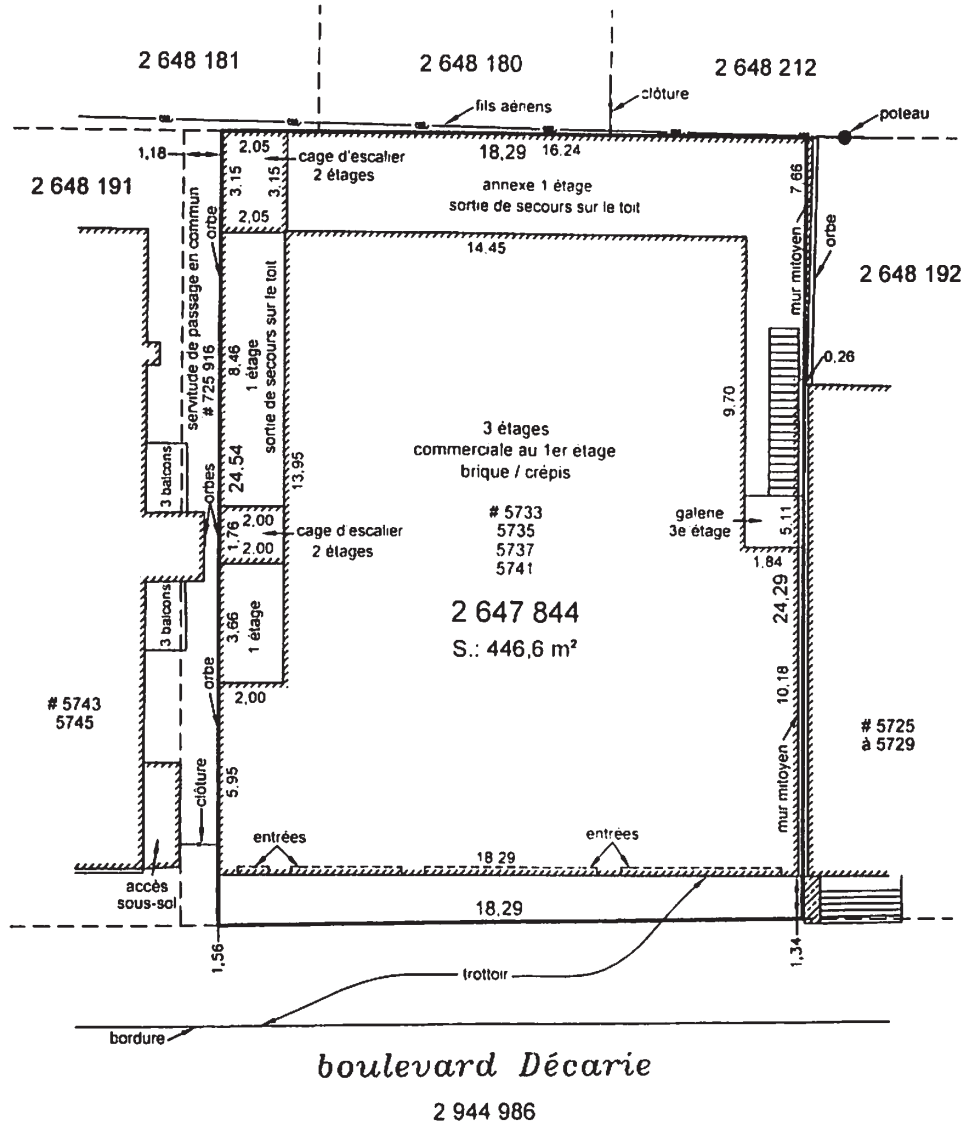 2 648 181
2 648 180
2 648 212
fils aériens
clôture
poteau
1,18
2,05
cage d'escalier
2 étages
18,29
16.24
3.15
3.15
annexe 1 étage
sortie de secours sur le toit
7,66
2 648 191
2,05
orbe
14.45
mur mitoyen
orbe
2 648 192
servitude de passage en commun
# 725 916
8.46
1 étage
sortie de secours sur le toit
0,26
9.70
3 étages
commerciale au 1er étage
brique / crépis
24,54
13,95
3 balcons
orbes
# 5733
5735
5737
5741
galerie
3e étage
5,11
2,00
1,76
2.00
cage d'escalier
2 étages
1,84
24,29
2 647 844
S.: 446,6 m²
3 balcons
3,66
1 étage
orbe
2,00
10,18
# 5743
5745
# 5725
à 5729
clôture
5,95
mur mitoyen
entrées
entrées
18 29
accès
sous-sol
18,29
1,56
1,34
trottoir
bordure
boulevard Décarie
2 944 986